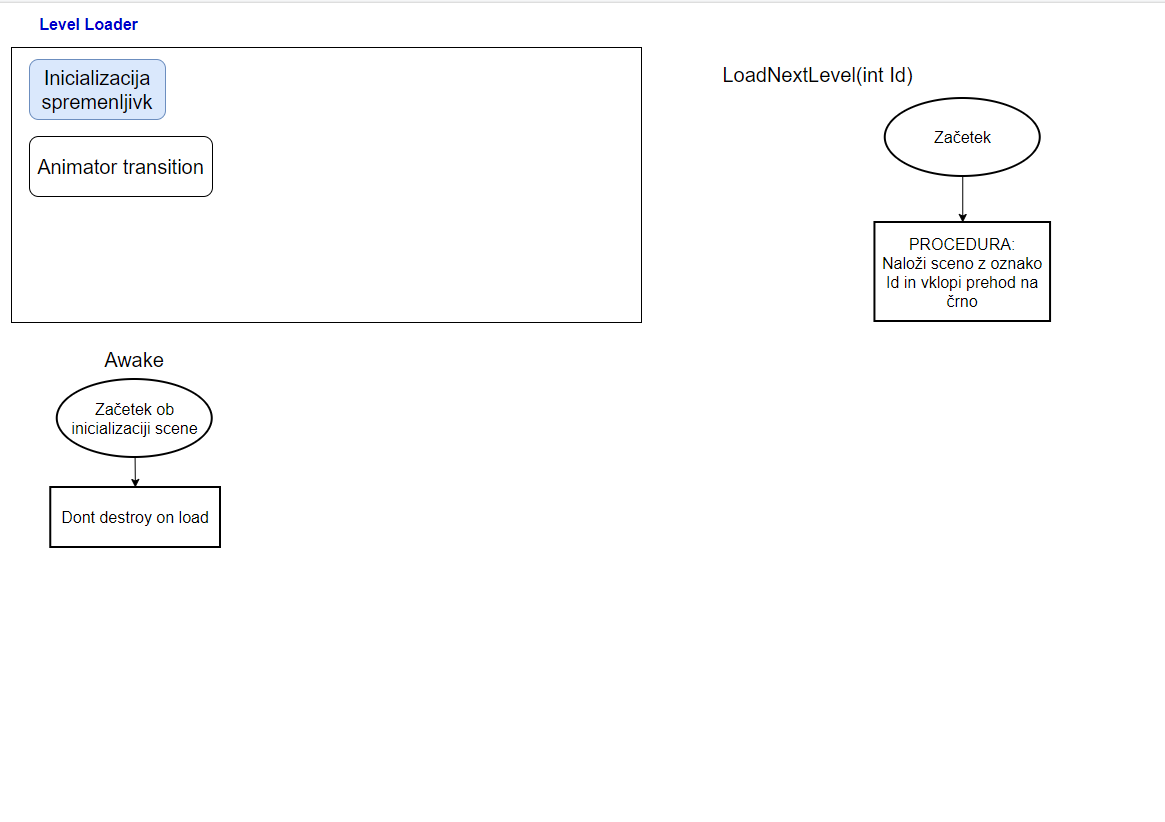 Level Loader
Inicializacija
spremenljivk
Animator transition
LoadNextLevel(int Id)
Začetek
PROCEDURA:
Naloži sceno z oznako
Id in vklopi prehod na
črno
Awake
Začetek ob
inicializaciji scene
Dont destroy on load